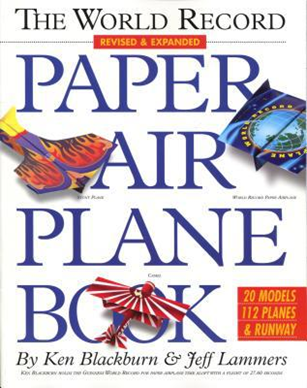 THE WORLD RECORD
REVISED & EXPANDED
PAPER
AIR
STUNT PLANE
WORLD RECORD PAPER AIRPLANE
PLANE
BOOK
20 MODELS
112 PLANES
& RUNWAY
By Ken Blackburn & Jeff Lammers
KEN BLACKBURN HOLDS THE GUINNESS WORLD RECORD FOR PAPER AIRPLANE TIME ALOFT WITH A FLIGHT OF 27.60 SECONDS